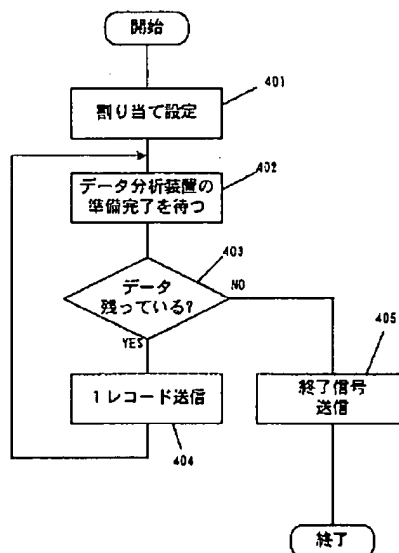 開始
割り当て設定
401
データ分析装置の
準備完了を待つ
402
データ
残っている?
403
NO
YES
1レコード送信
404
終了信号
送信
405
終了